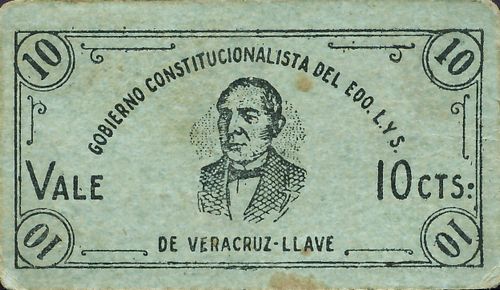 10
10
GOBIERNO CONSTITUCIONALISTA DEL EDO. L.Y S.
VALE
10 CTS:
DE VERACRUZ-LLAVE
10
10